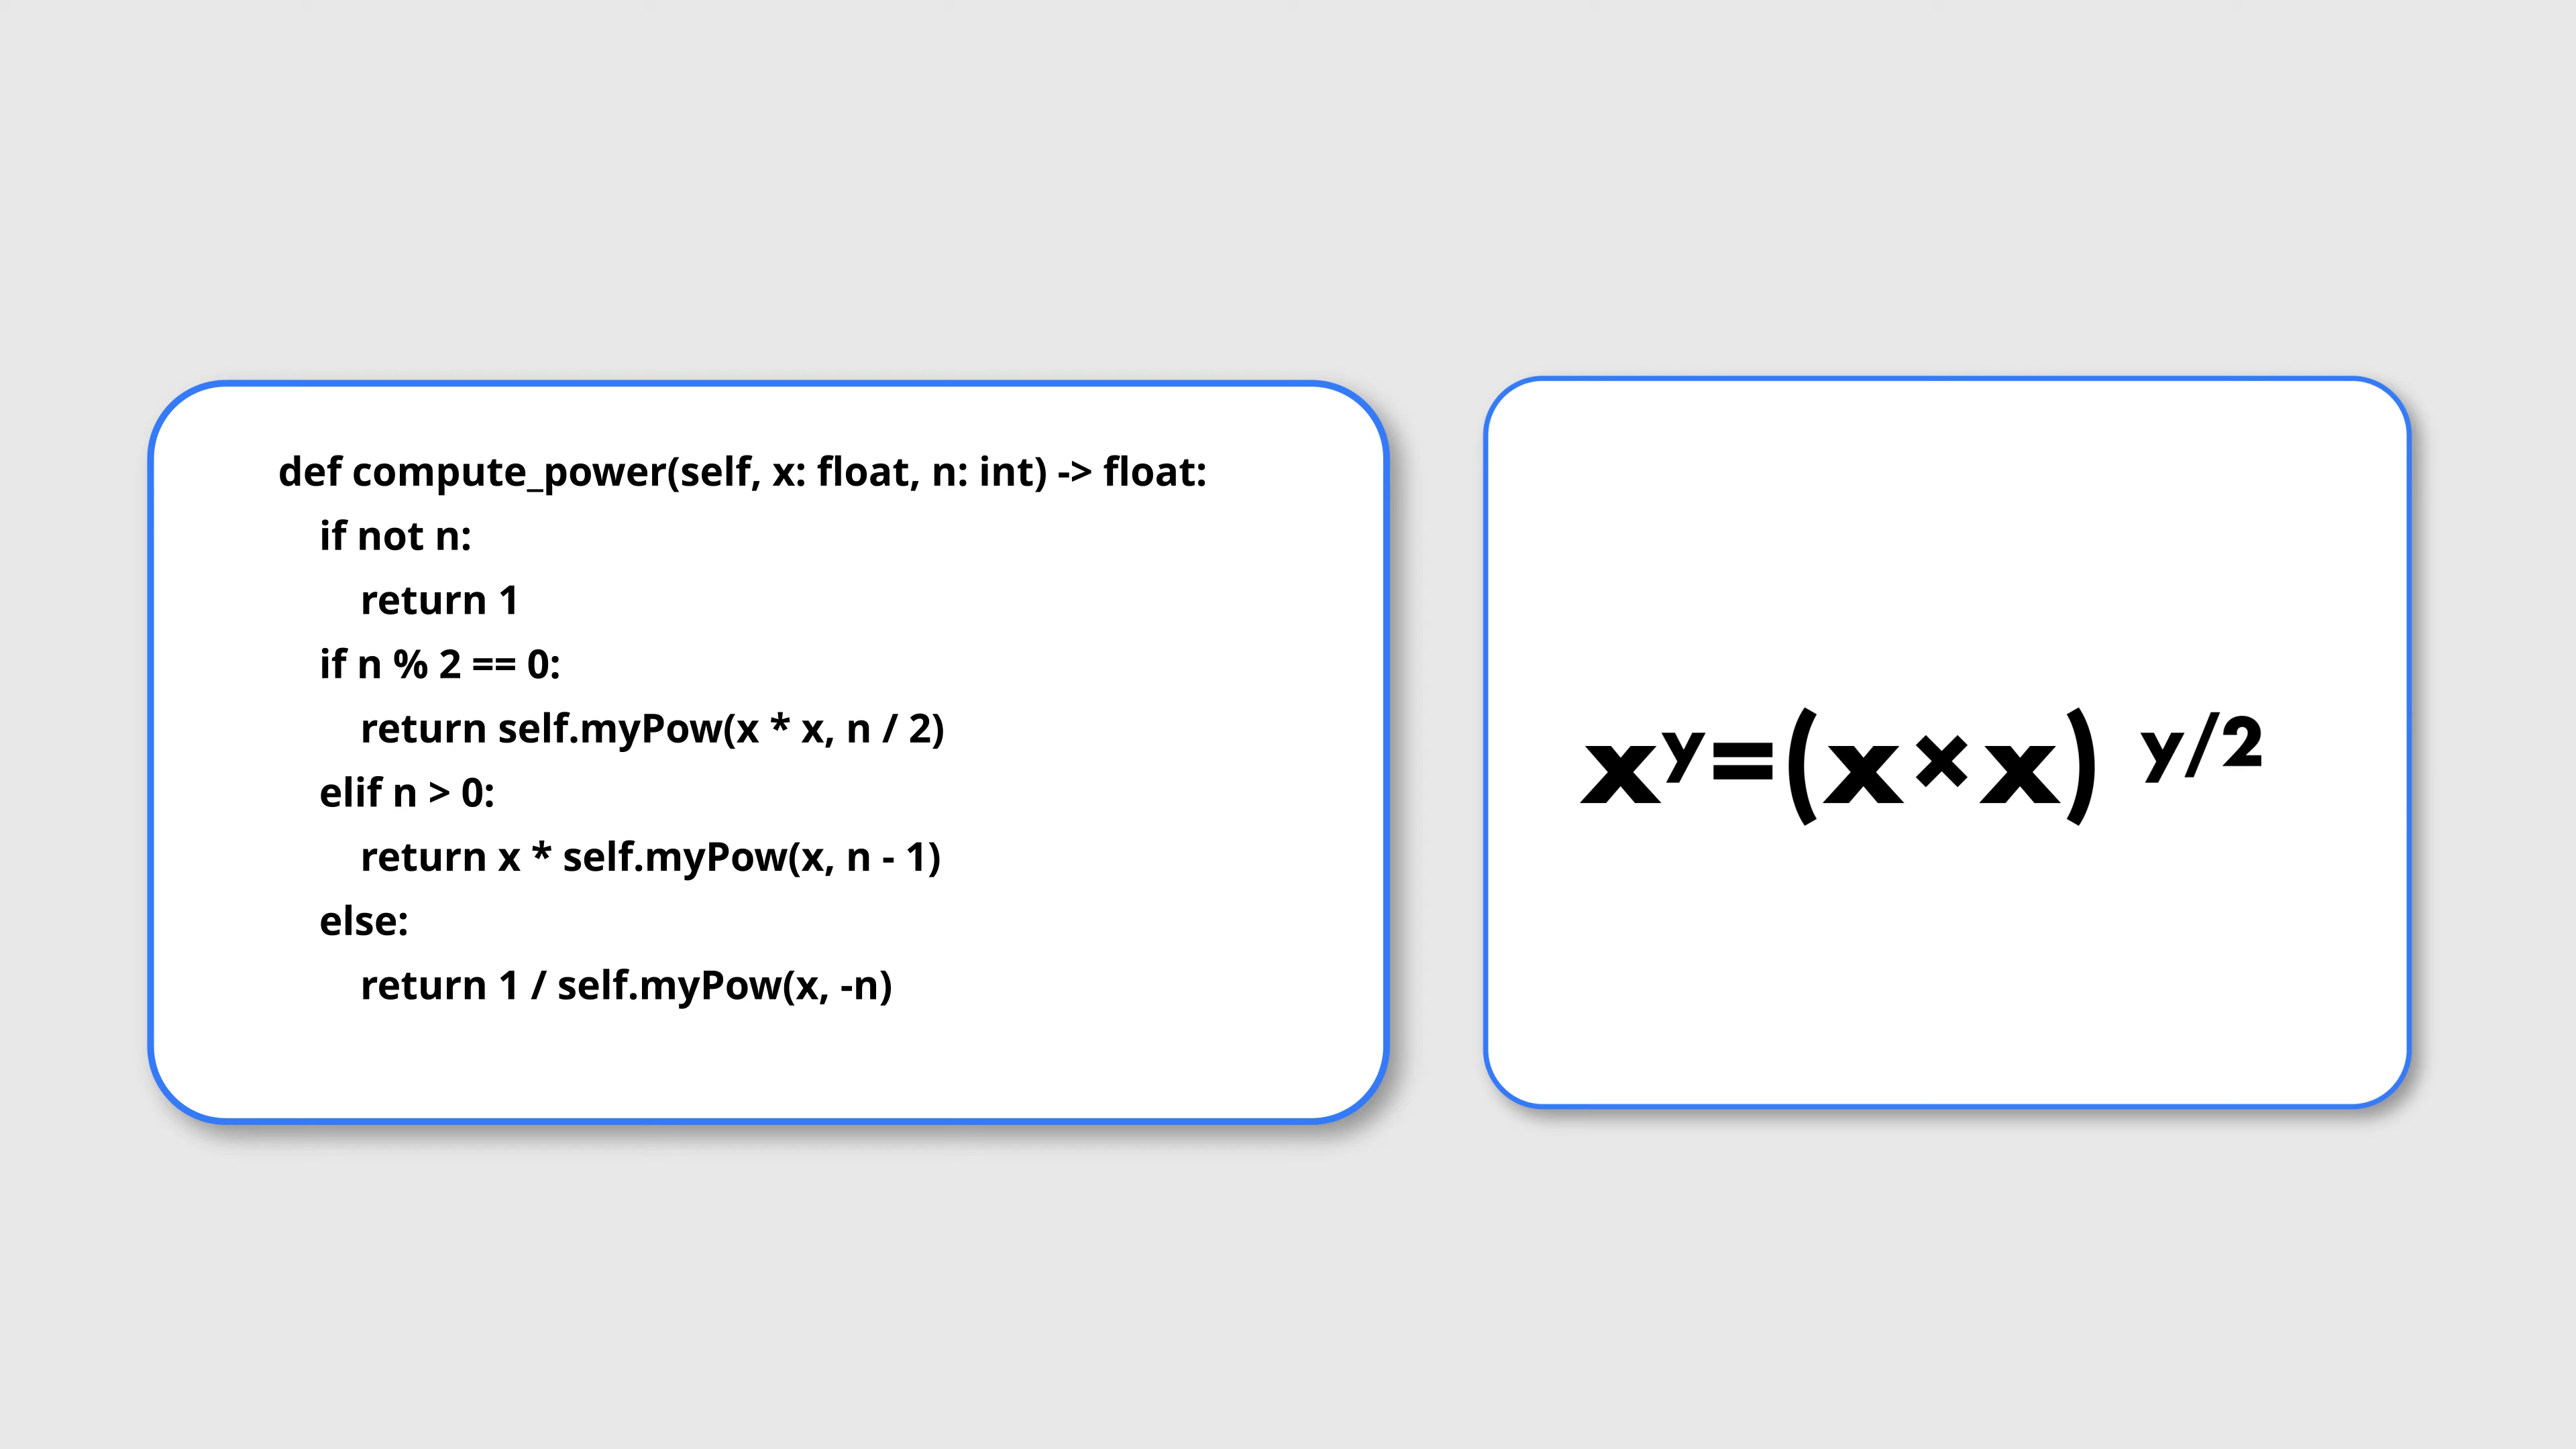 def compute_power(self, x: float, n: int) -> float:
if not n:
return 1
if n % 2 == 0:
return self.myPow(x * x, n / 2)
elif n > 0:
return x * self.myPow(x, n - 1)
else:
return 1 / self.myPow(x, -n)
xʸ=(x×x) ʸ/²